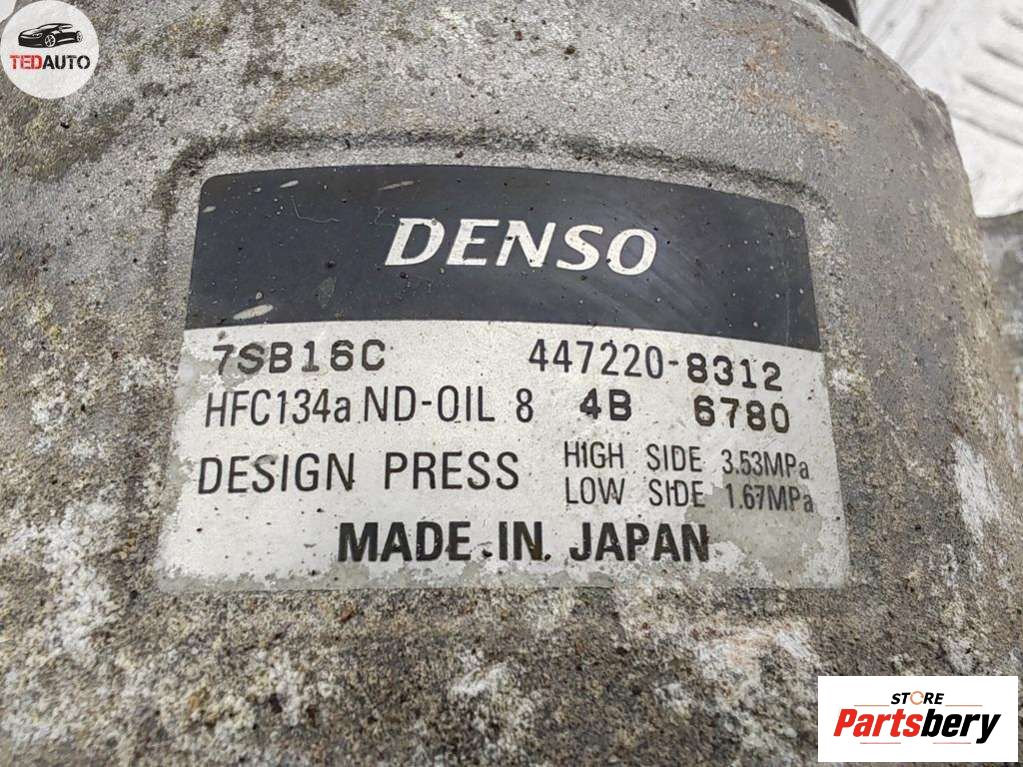 TEDAUTO
DENSO
7SB16C 447220-8312
HFC134a ND-OIL 8 4B 6780
DESIGN PRESS HIGH SIDE 3.53MPa
LOW SIDE 1.67MPa
MADE IN JAPAN
STORE
Partsbery